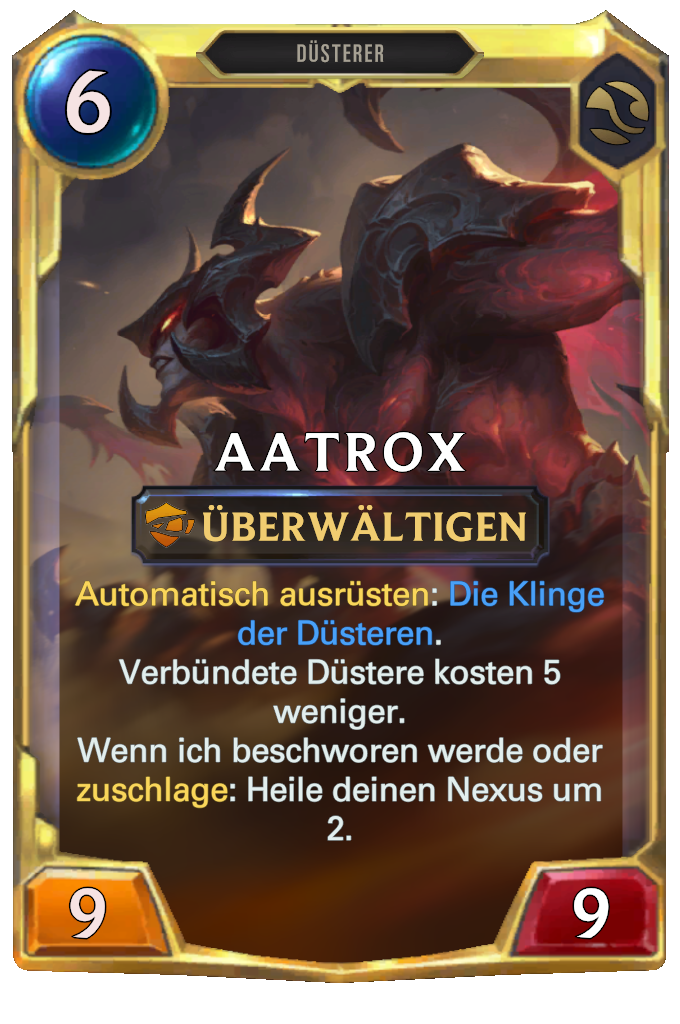 DÜSTERER
6
AATROX
ÜBERWÄLTIGEN
Automatisch ausrüsten: Die Klinge
der Düsteren.
Verbündete Düstere kosten 5
weniger.
Wenn ich beschworen werde oder
zuschlage: Heile deinen Nexus um
2.
9
9